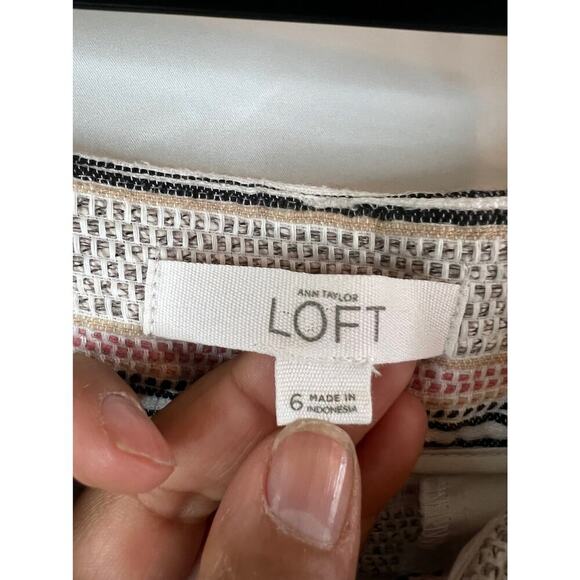 ANN TAYLOR
LOFT
6 MADE IN
INDONESIA